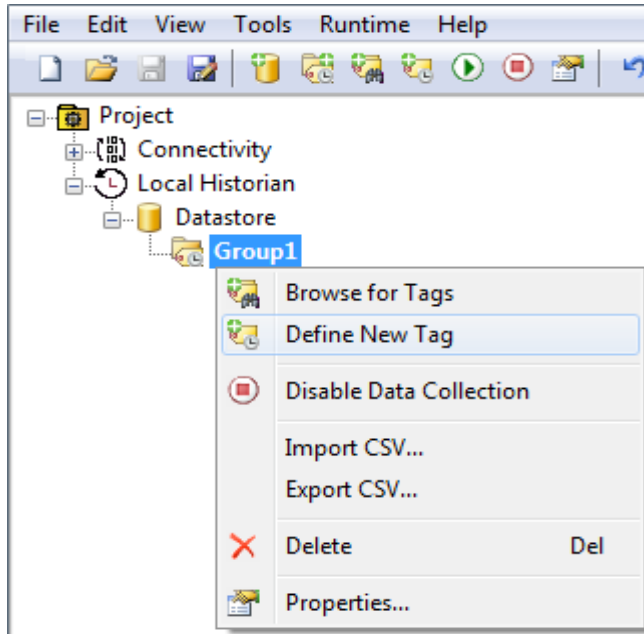 File Edit View Tools Runtime Help
Project
Connectivity
Local Historian
Datastore
Group1
Browse for Tags
Define New Tag
Disable Data Collection
Import CSV...
Export CSV...
Delete Del
Properties...